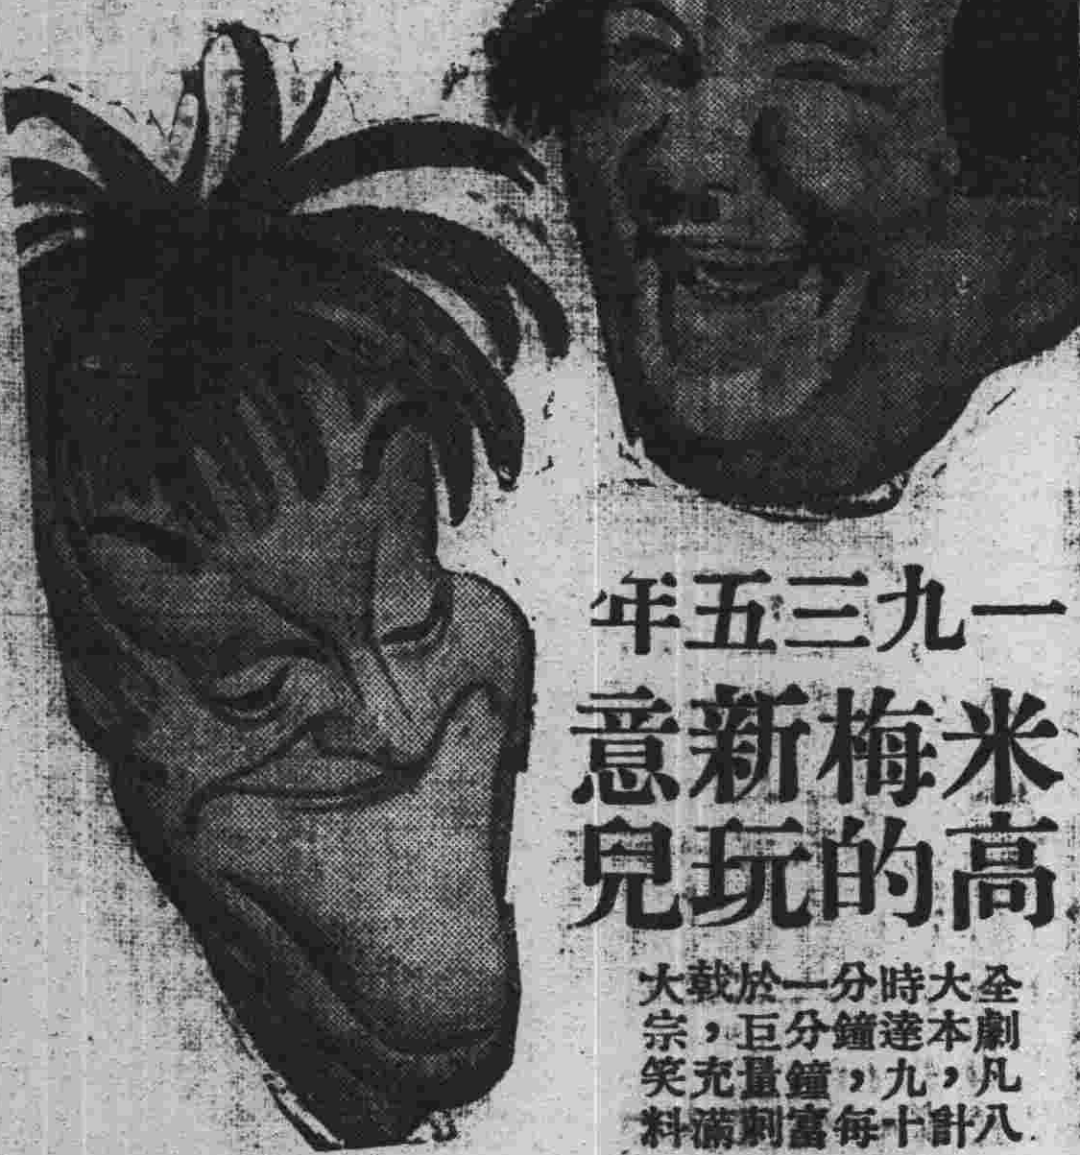 一九三五年
米高
梅的
新玩
意兒
全劇凡八
大本,計
時達九十
分鐘,每
一分鐘富
於巨量刺
戟,充滿
大宗笑料